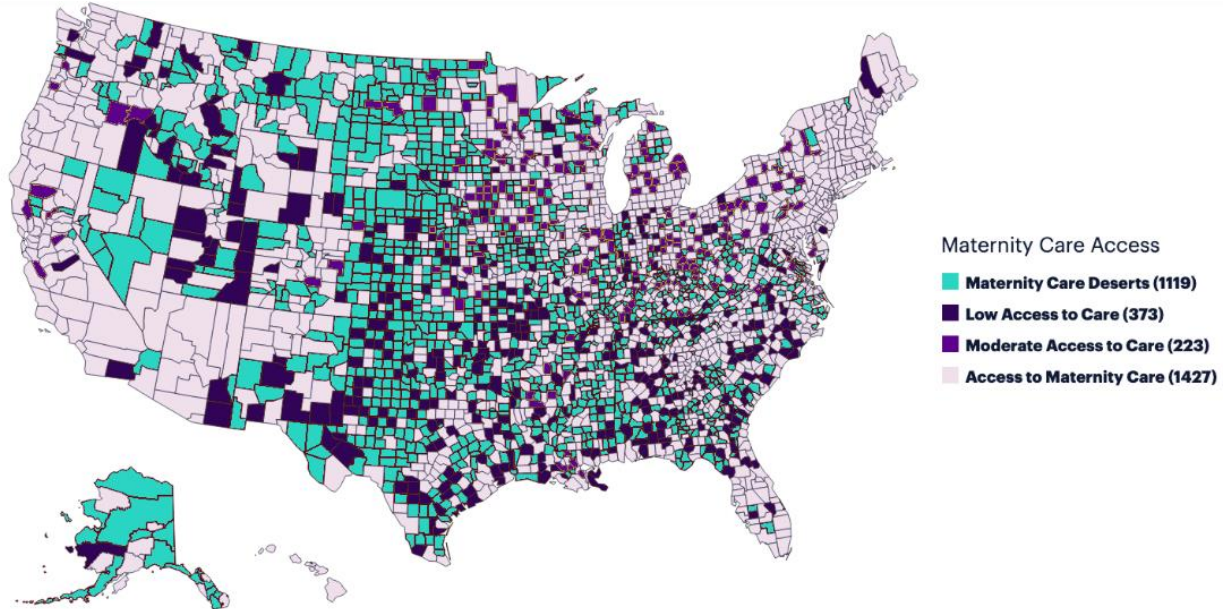 Maternity Care Access
Maternity Care Deserts (1119)
Low Access to Care (373)
Moderate Access to Care (223)
Access to Maternity Care (1427)